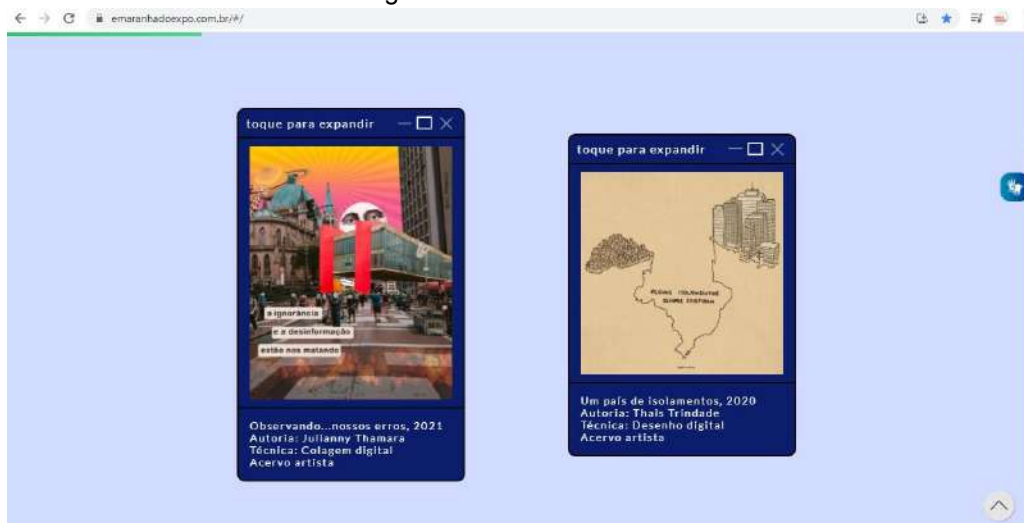 emaranhadoexpo.com.br/#/
toque para expandir
a ignorância
e a desinformação
estão nos matando
Observando...nossos erros, 2021
Autoria: Julianny Thamara
Técnica: Colagem digital
Acervo artista
toque para expandir
Um país de isolamentos, 2020
Autoria: Thais Trindade
Técnica: Desenho digital
Acervo artista